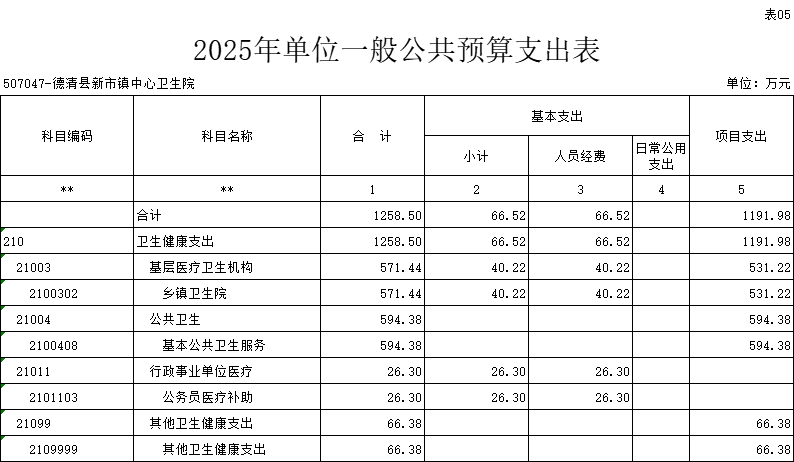 表05
2025年单位一般公共预算支出表
507047-德清县新市镇中心卫生院 单位：万元
科目编码 科目名称 合 计 基本支出 项目支出
小计 人员经费 日常公用支出
** ** 1 2 3 4 5
合计 1258.50 66.52 66.52 1191.98
210 卫生健康支出 1258.50 66.52 66.52 1191.98
21003 基层医疗卫生机构 571.44 40.22 40.22 531.22
2100302 乡镇卫生院 571.44 40.22 40.22 531.22
21004 公共卫生 594.38 594.38
2100408 基本公共卫生服务 594.38 594.38
21011 行政事业单位医疗 26.30 26.30 26.30
2101103 公务员医疗补助 26.30 26.30 26.30
21099 其他卫生健康支出 66.38 66.38
2109999 其他卫生健康支出 66.38 66.38